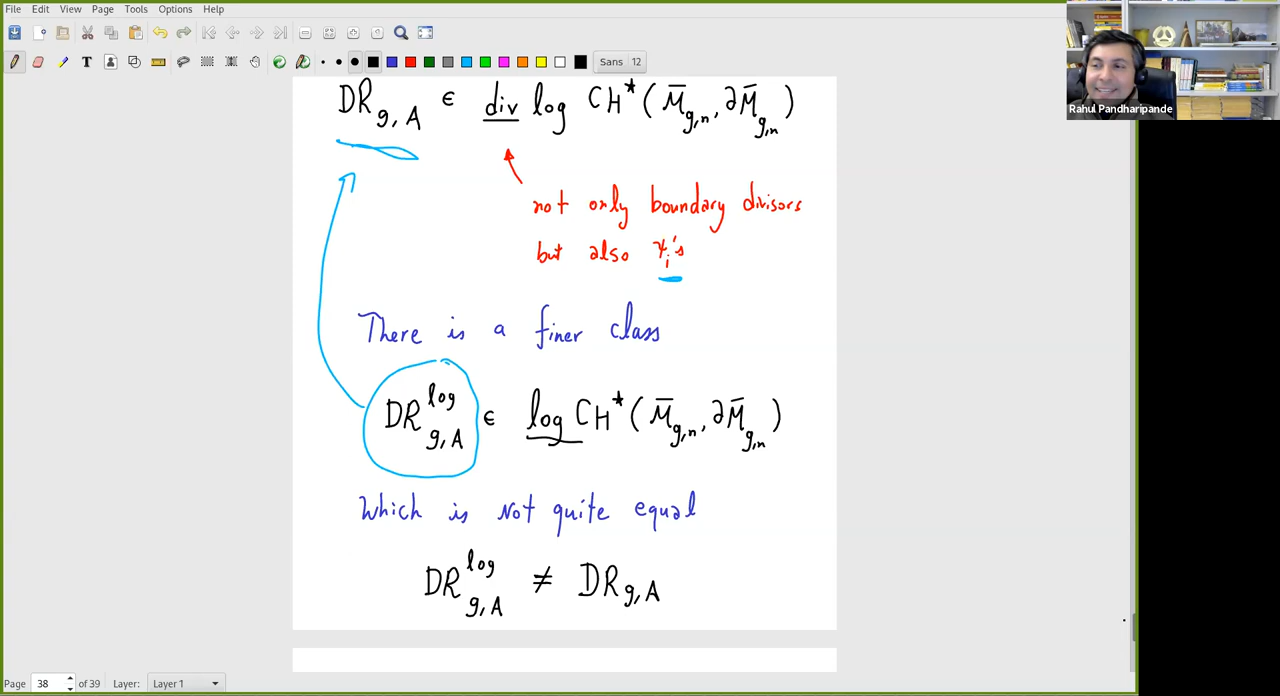 File Edit View Page Tools Options Help
Sans 12
Rahul Pandharipande
DR_{g,A} ∈ div log CH*(M̄_{g,n}, ∂M̄_{g,n})
not only boundary divisors
but also ψ_i's
There is a finer class
DR^{log}_{g,A} ∈ log CH*(M̄_{g,n}, ∂M̄_{g,n})
Which is not quite equal
DR^{log}_{g,A} ≠ DR_{g,A}
Page 38 of 39 Layer: Layer 1